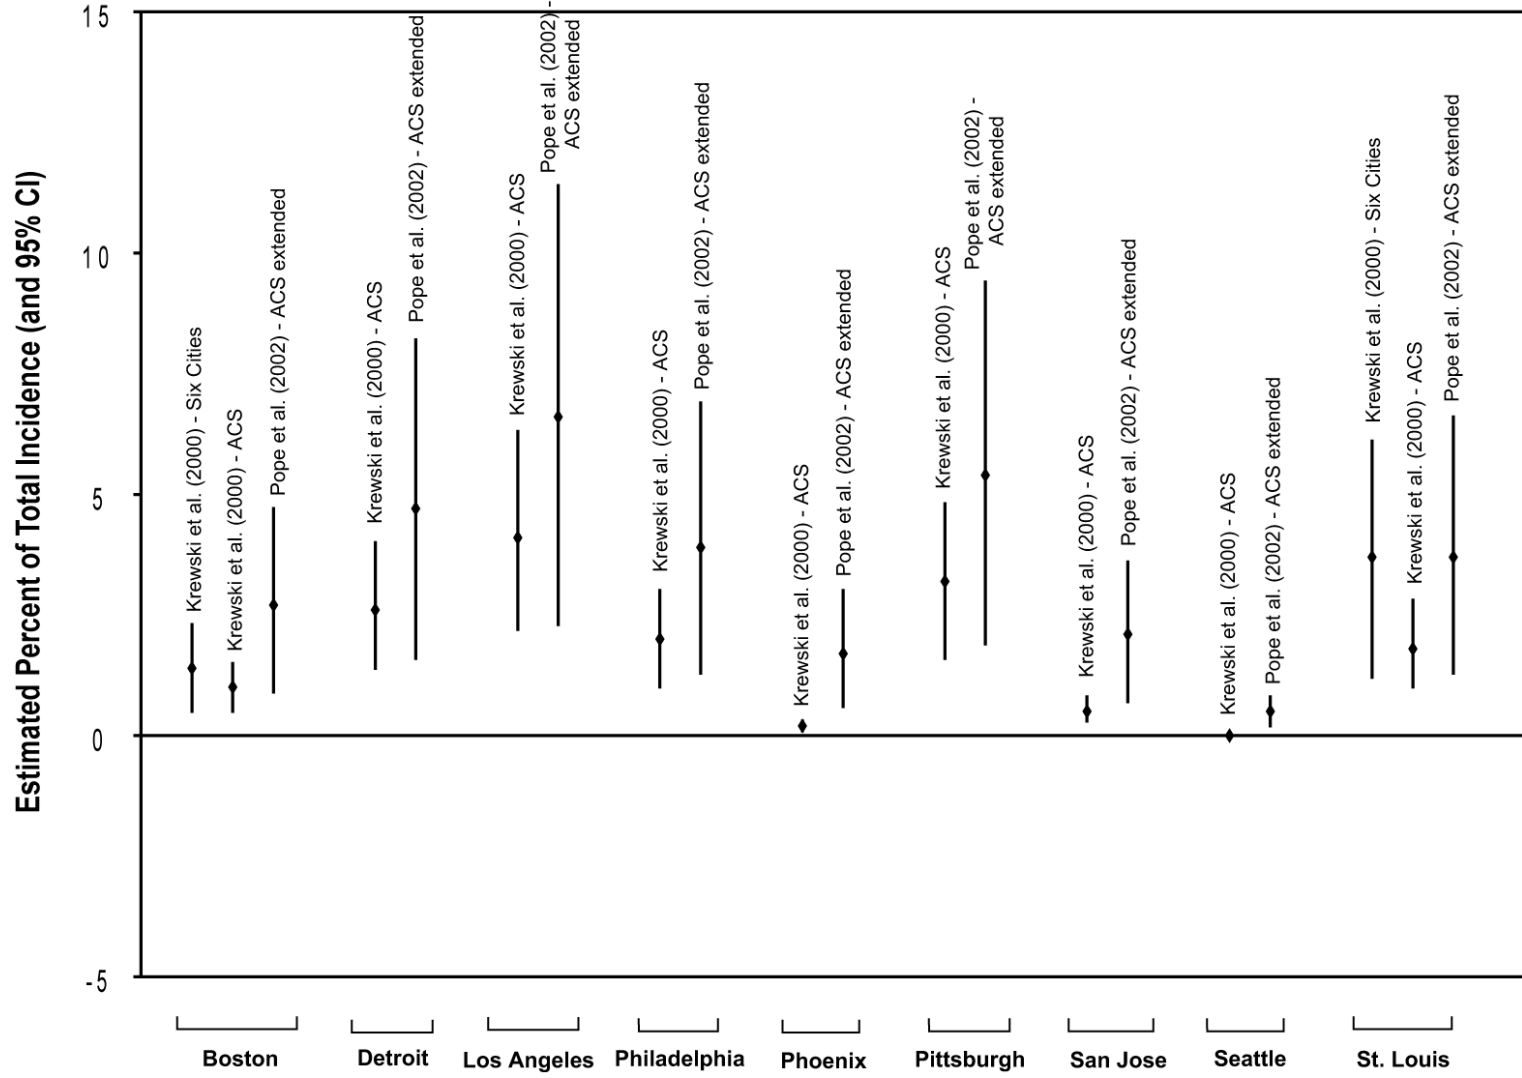 Estimated Percent of Total Incidence (and 95% CI)
15
10
5
0
-5
Krewski et al. (2000) - Six Cities
Krewski et al. (2000) - ACS
Pope et al. (2002) - ACS extended
Krewski et al. (2000) - ACS
Pope et al. (2002) - ACS extended
Krewski et al. (2000) - ACS
Pope et al. (2002) -
ACS extended
Krewski et al. (2000) - ACS
Pope et al. (2002) - ACS extended
Krewski et al. (2000) - ACS
Pope et al. (2002) - ACS extended
Krewski et al. (2000) - ACS
Pope et al. (2002) -
ACS extended
Krewski et al. (2000) - ACS
Pope et al. (2002) - ACS extended
Krewski et al. (2000) - ACS
Pope et al. (2002) - ACS extended
Krewski et al. (2000) - Six Cities
Krewski et al. (2000) - ACS
Pope et al. (2002) - ACS extended
Boston
Detroit
Los Angeles
Philadelphia
Phoenix
Pittsburgh
San Jose
Seattle
St. Louis